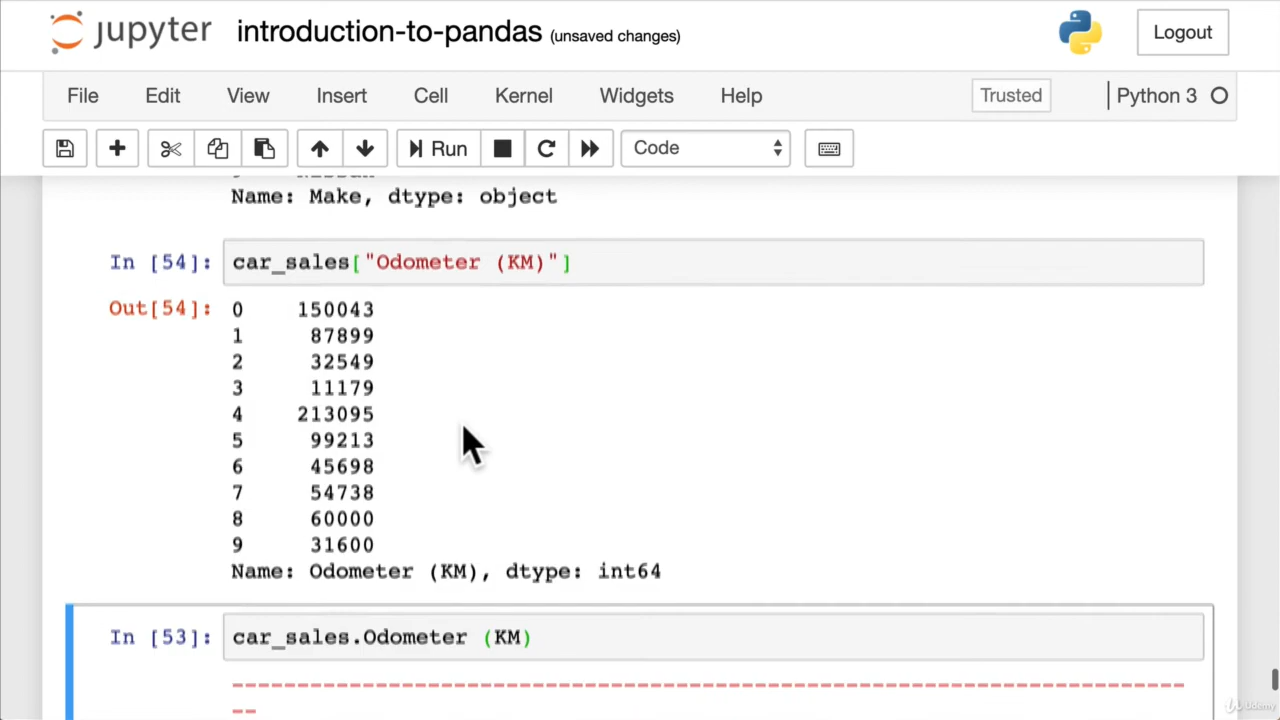 jupyter introduction-to-pandas (unsaved changes) Logout
File Edit View Insert Cell Kernel Widgets Help Trusted Python 3
Run Code
Name: Make, dtype: object
In [54]: car_sales["Odometer (KM)"]
Out[54]: 0 150043
1 87899
2 32549
3 11179
4 213095
5 99213
6 45698
7 54738
8 60000
9 31600
Name: Odometer (KM), dtype: int64
In [53]: car_sales.Odometer (KM)
Udemy